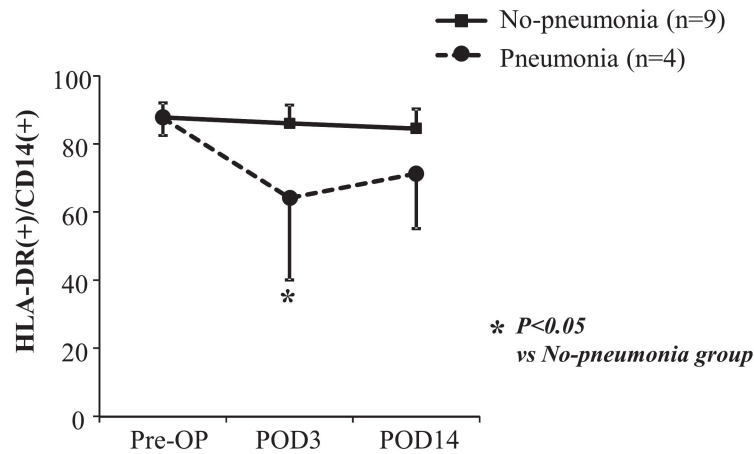 No-pneumonia (n=9)
Pneumonia (n=4)
HLA-DR(+)/CD14(+)
100
80
60
40
20
0
*
* P<0.05
vs No-pneumonia group
Pre-OP POD3 POD14